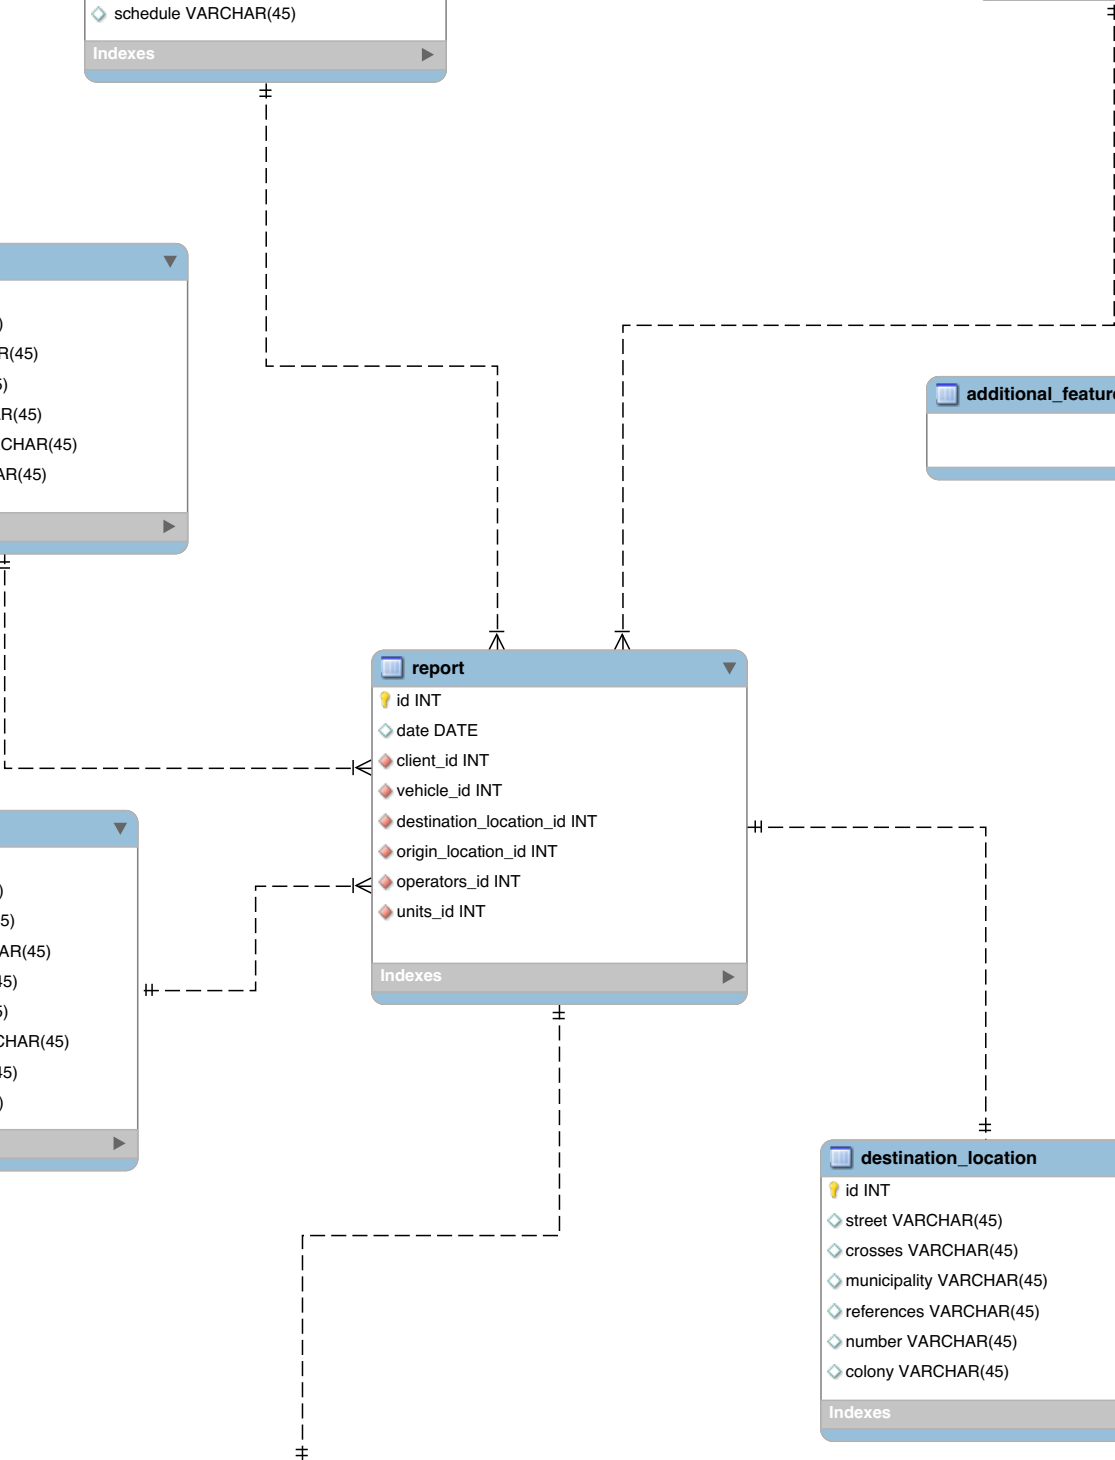 schedule VARCHAR(45)
Indexes
)
R(45)
5)
R(45)
CHAR(45)
AR(45)
additional_feature
report
id INT
date DATE
client_id INT
vehicle_id INT
destination_location_id INT
origin_location_id INT
operators_id INT
units_id INT
Indexes
)
5)
AR(45)
45)
5)
CHAR(45)
45)
)
destination_location
id INT
street VARCHAR(45)
crosses VARCHAR(45)
municipality VARCHAR(45)
references VARCHAR(45)
number VARCHAR(45)
colony VARCHAR(45)
Indexes